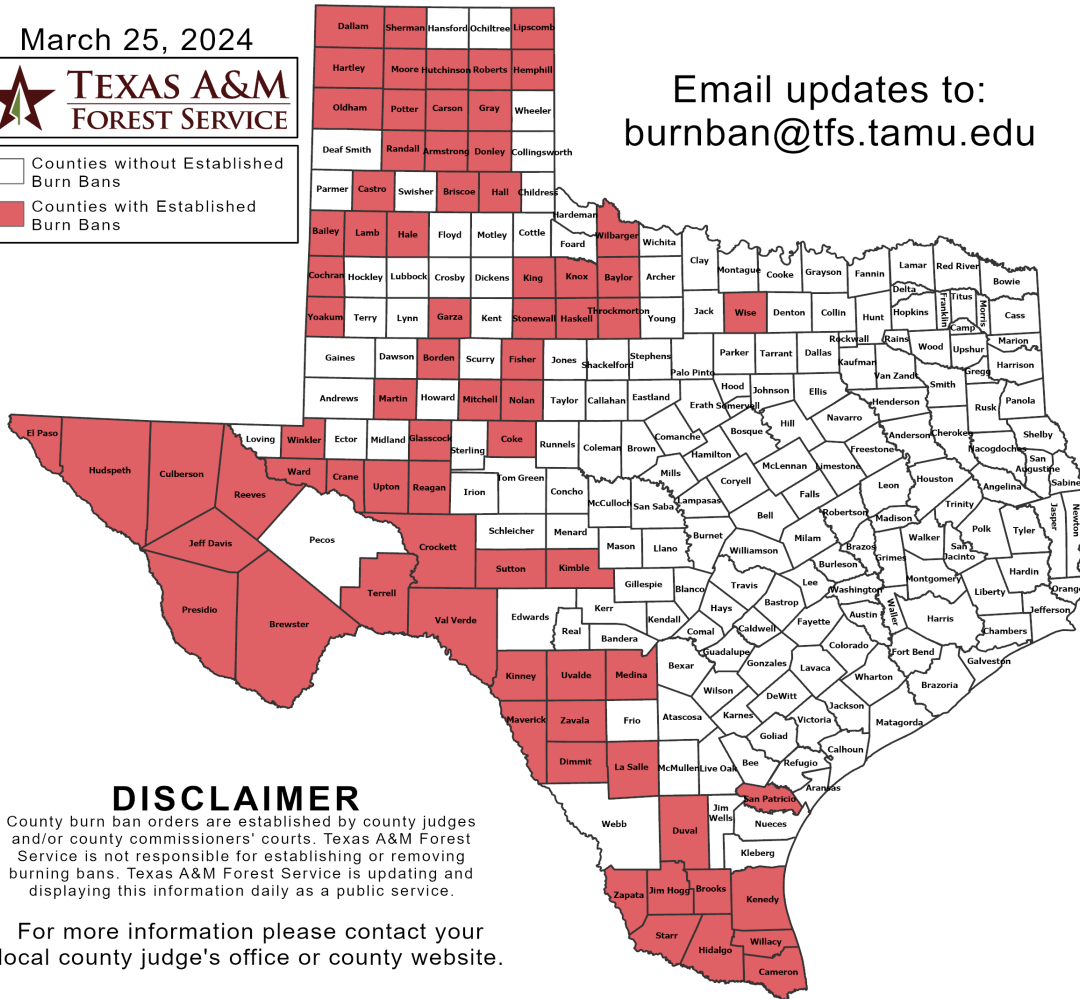 March 25, 2024
TEXAS A&M
FOREST SERVICE
Counties without Established
Burn Bans
Counties with Established
Burn Bans
Email updates to:
burnban@tfs.tamu.edu
Dallam Sherman Hansford Ochiltree Lipscomb
Hartley Moore Hutchinson Roberts Hemphill
Oldham Potter Carson Gray Wheeler
Deaf Smith Randall Armstrong Donley Collingsworth
Parmer Castro Swisher Briscoe Hall Childress
Hardeman
Bailey Lamb Hale Floyd Motley Cottle Foard Wilbarger Wichita
Clay Montague Cooke Grayson Fannin Lamar Red River Bowie
Cochran Hockley Lubbock Crosby Dickens King Knox Baylor Archer
Delta Franklin Titus Morris
Yoakum Terry Lynn Garza Kent Stonewall Haskell Throckmorton Young Jack Wise Denton Collin Hunt Hopkins Camp Cass
Rockwall Rains Wood Upshur Marion
Gaines Dawson Borden Scurry Fisher Jones Shackelford Stephens Palo Pinto Parker Tarrant Dallas Kaufman Van Zandt Gregg Harrison
Andrews Martin Howard Mitchell Nolan Taylor Callahan Eastland Erath Hood Somervell Johnson Ellis Henderson Smith Rusk Panola
El Paso Hudspeth Culberson Reeves Loving Winkler Ector Midland Glasscock Sterling Coke Runnels Coleman Brown Comanche Hamilton Bosque Hill Navarro Freestone Anderson Cherokee Nacogdoches Shelby
San
Augustine
Sabine
Ward Crane Upton Reagan Irion Tom Green Concho McCulloch San Saba Mills Lampasas Coryell McLennan Limestone Falls Leon Houston Angelina Trinity
Jeff Davis Pecos Crockett Schleicher Menard Mason Llano Burnet Bell Williamson Milam Robertson Brazos Madison Grimes Walker
San
Jacinto
Polk Tyler Jasper Newton
Presidio Brewster Terrell Val Verde Sutton Kimble Gillespie Blanco Travis Burleson Lee Washington Montgomery Liberty Hardin Orange
Edwards Kerr Real Bandera Kendall Comal Hays Caldwell Bastrop Fayette Austin Waller Harris Chambers Jefferson
Kinney Uvalde Medina Bexar Guadalupe Gonzales Lavaca Colorado Wharton Fort Bend Brazoria Galveston
Maverick Zavala Frio Atascosa Wilson Karnes DeWitt Victoria Jackson Matagorda
Dimmit La Salle McMullen Live Oak Bee Goliad Refugio Calhoun Aransas
San Patricio
Webb Duval
Jim
Wells
Nueces
Kleberg
Zapata Jim Hogg Brooks Kenedy
Starr Hidalgo Willacy
Cameron
DISCLAIMER
County burn ban orders are established by county judges
and/or county commissioners' courts. Texas A&M Forest
Service is not responsible for establishing or removing
burning bans. Texas A&M Forest Service is updating and
displaying this information daily as a public service.
For more information please contact your
local county judge's office or county website.